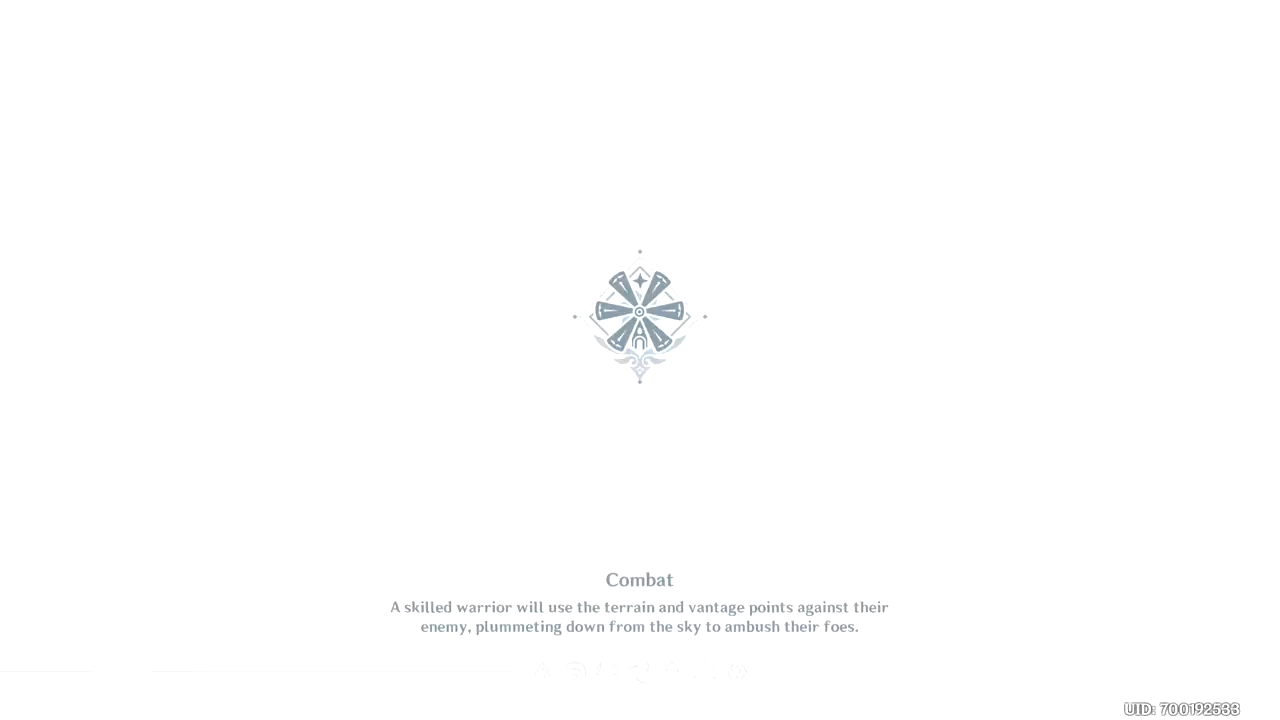 Combat
A skilled warrior will use the terrain and vantage points against their
enemy, plummeting down from the sky to ambush their foes.
UID: 700192533